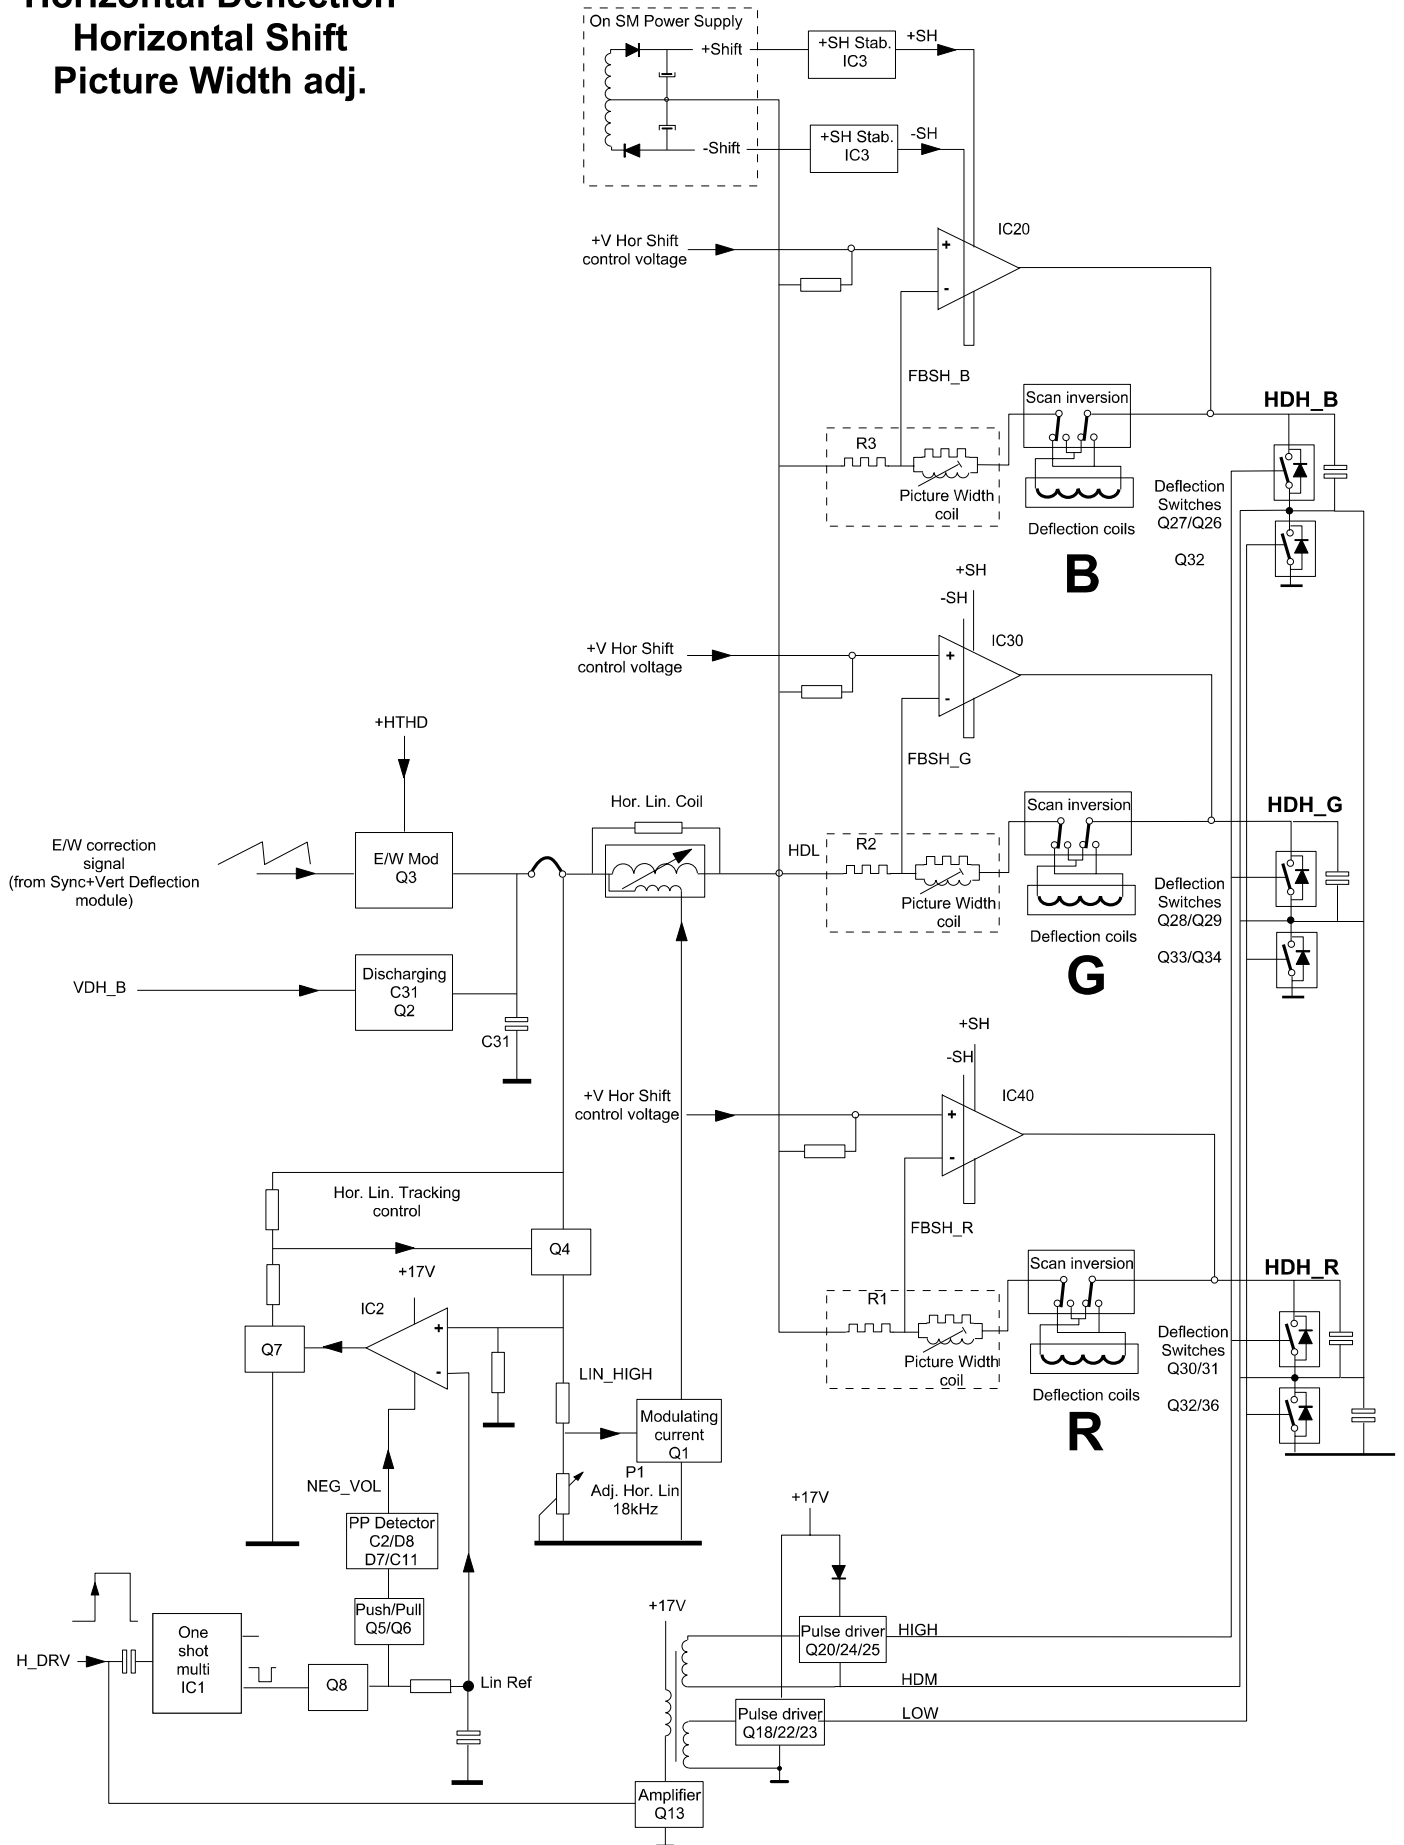 Horizontal Deflection
Horizontal Shift
Picture Width adj.
On SM Power Supply
+Shift
+SH Stab.
IC3
+SH
-Shift
+SH Stab.
IC3
-SH
+V Hor Shift
control voltage
+
-
IC20
FBSH_B
Scan inversion
HDH_B
R3
Picture Width
coil
Deflection coils
Deflection
Switches
Q27/Q26
Q32
B
+SH
-SH
+V Hor Shift
control voltage
+
-
IC30
FBSH_G
+HTHD
Hor. Lin. Coil
E/W correction
signal
(from Sync+Vert Deflection
module)
E/W Mod
Q3
HDL
R2
Picture Width
coil
Scan inversion
HDH_G
Deflection coils
Deflection
Switches
Q28/Q29
Q33/Q34
G
VDH_B
Discharging
C31
Q2
C31
+SH
-SH
+V Hor Shift
control voltage
+
-
IC40
FBSH_R
Hor. Lin. Tracking
control
Q4
+17V
IC2
+
-
Q7
LIN_HIGH
Modulating
current
Q1
P1
Adj. Hor. Lin
18kHz
R1
Picture Width
coil
Scan inversion
HDH_R
Deflection coils
Deflection
Switches
Q30/31
Q32/36
R
NEG_VOL
PP Detector
C2/D8
D7/C11
Push/Pull
Q5/Q6
H_DRV
One
shot
multi
IC1
Q8
Lin Ref
+17V
+17V
Pulse driver
Q20/24/25
HIGH
HDM
Pulse driver
Q18/22/23
LOW
Amplifier
Q13